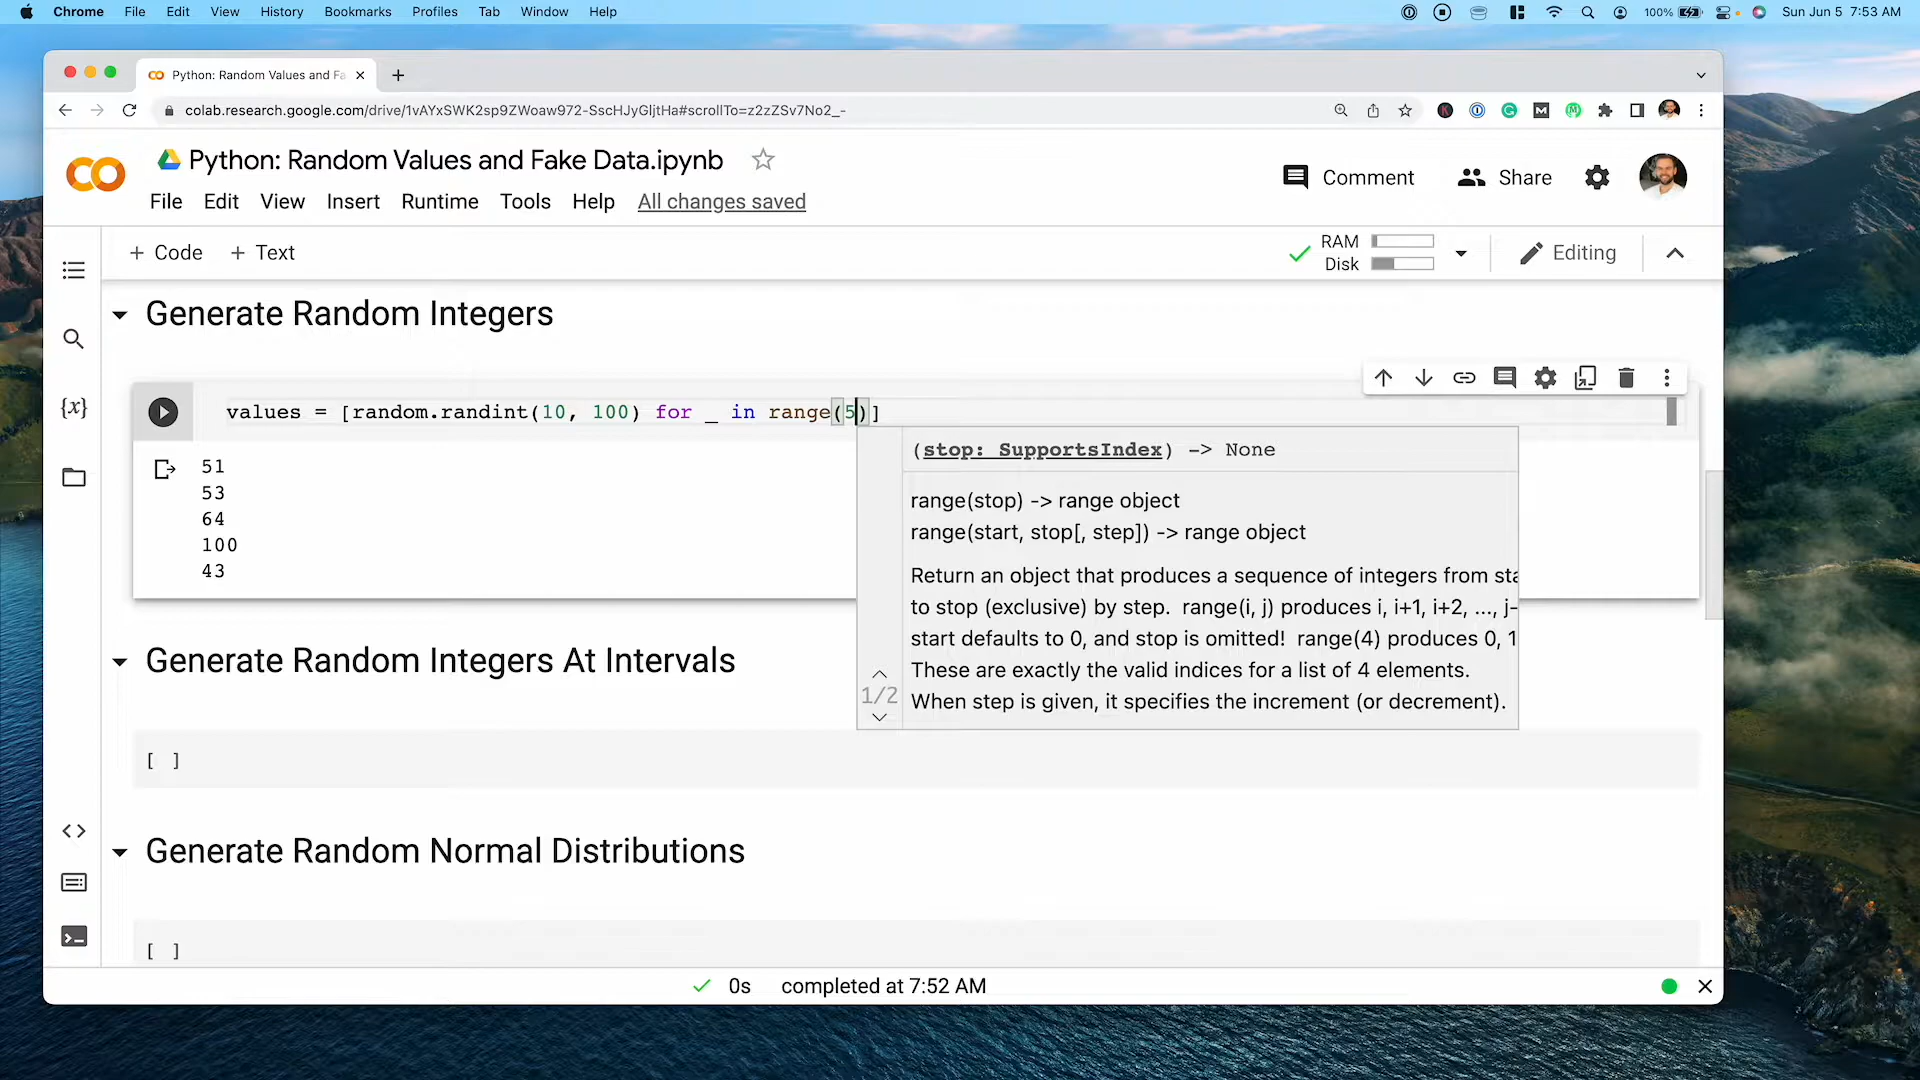 Chrome File Edit View History Bookmarks Profiles Tab Window Help 100% Sun Jun 5 7:53 AM
Python: Random Values and Fa
colab.research.google.com/drive/1vAYxSWK2sp9ZWoaw972-SscHJyGIjtHa#scrollTo=z2zZSv7No2_-
Python: Random Values and Fake Data.ipynb
Comment Share
File Edit View Insert Runtime Tools Help All changes saved
+ Code + Text RAM Disk Editing
Generate Random Integers
values = [random.randint(10, 100) for _ in range(5)]
51
53
64
100
43
(stop: SupportsIndex) -> None
range(stop) -> range object
range(start, stop[, step]) -> range object
Return an object that produces a sequence of integers from sta
to stop (exclusive) by step. range(i, j) produces i, i+1, i+2, ..., j-
start defaults to 0, and stop is omitted! range(4) produces 0, 1
These are exactly the valid indices for a list of 4 elements.
When step is given, it specifies the increment (or decrement).
1/2
Generate Random Integers At Intervals
[ ]
Generate Random Normal Distributions
[ ]
0s completed at 7:52 AM